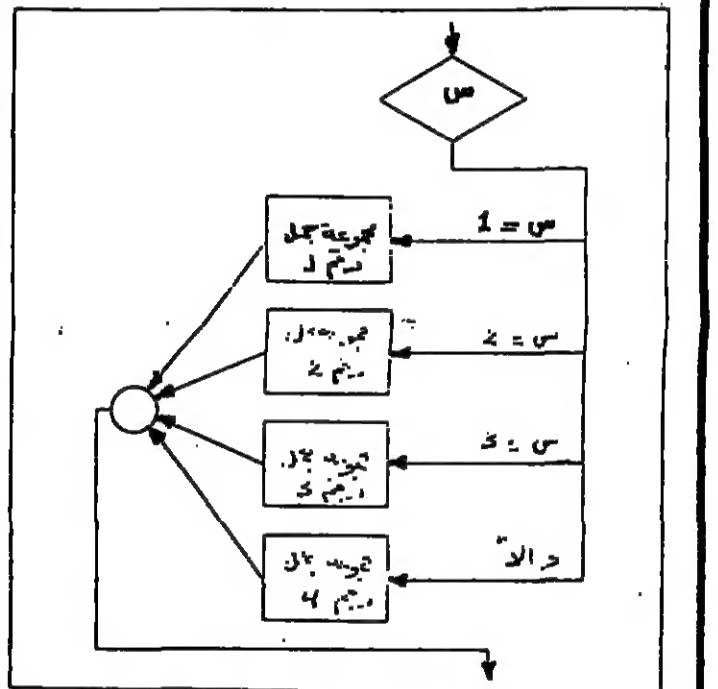 س
س = 1
مجموعة جمل
رقم 1
س = 2
مجموعة جمل
رقم 2
س = 3
مجموعة جمل
رقم 3
والا
مجموعة جمل
رقم 4